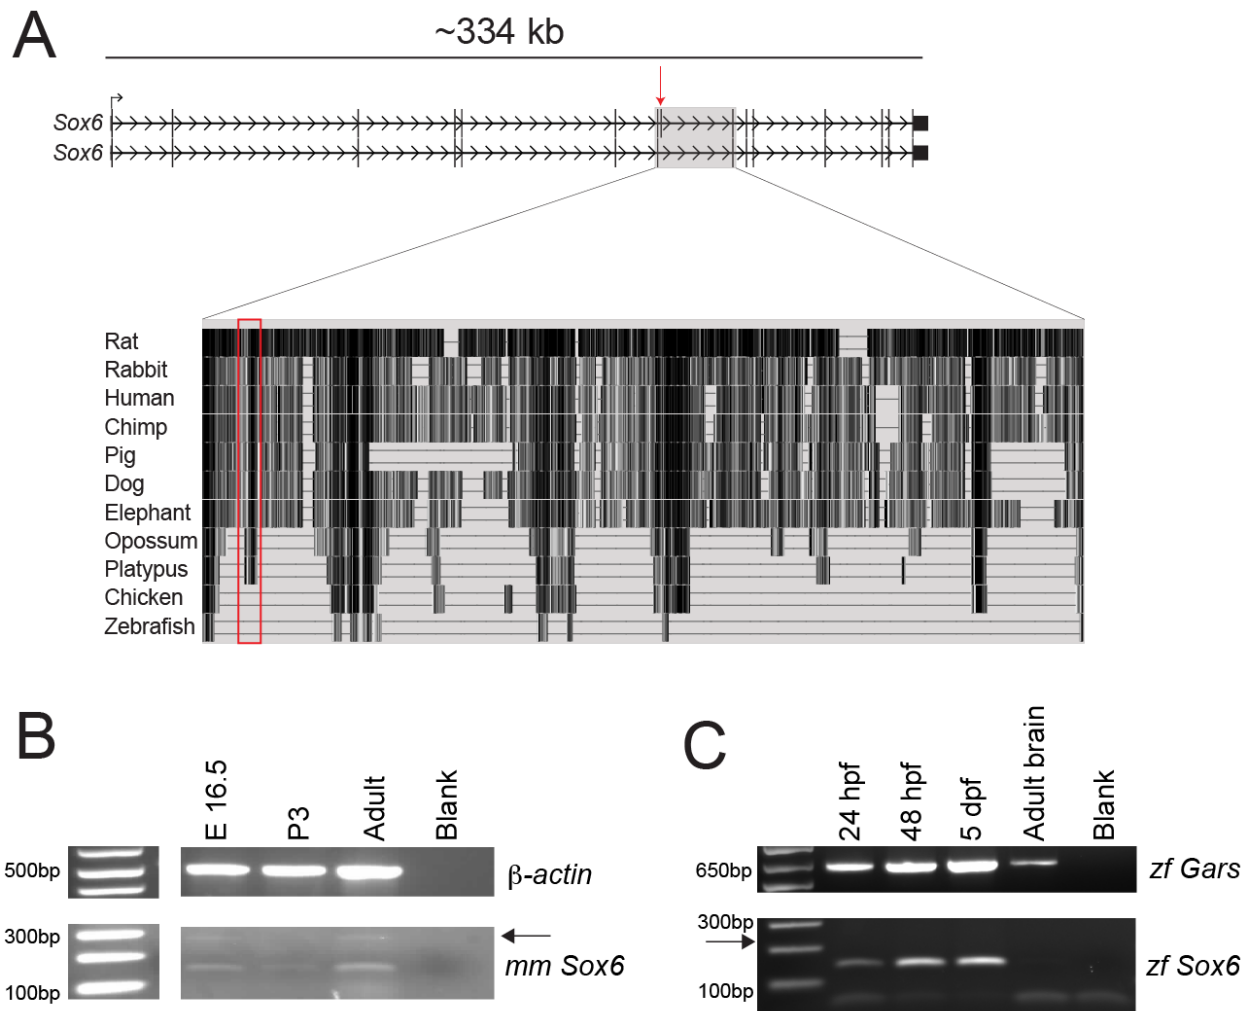 A
~334 kb
Sox6
Sox6
Rat
Rabbit
Human
Chimp
Pig
Dog
Elephant
Opossum
Platypus
Chicken
Zebrafish
B
E 16.5
P3
Adult
Blank
500bp
β-actin
300bp
mm Sox6
100bp
C
24 hpf
48 hpf
5 dpf
Adult brain
Blank
650bp
zf Gars
300bp
zf Sox6
100bp